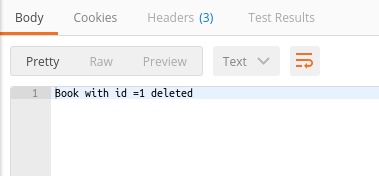 Body Cookies Headers (3) Test Results
Pretty Raw Preview Text
1 Book with id =1 deleted